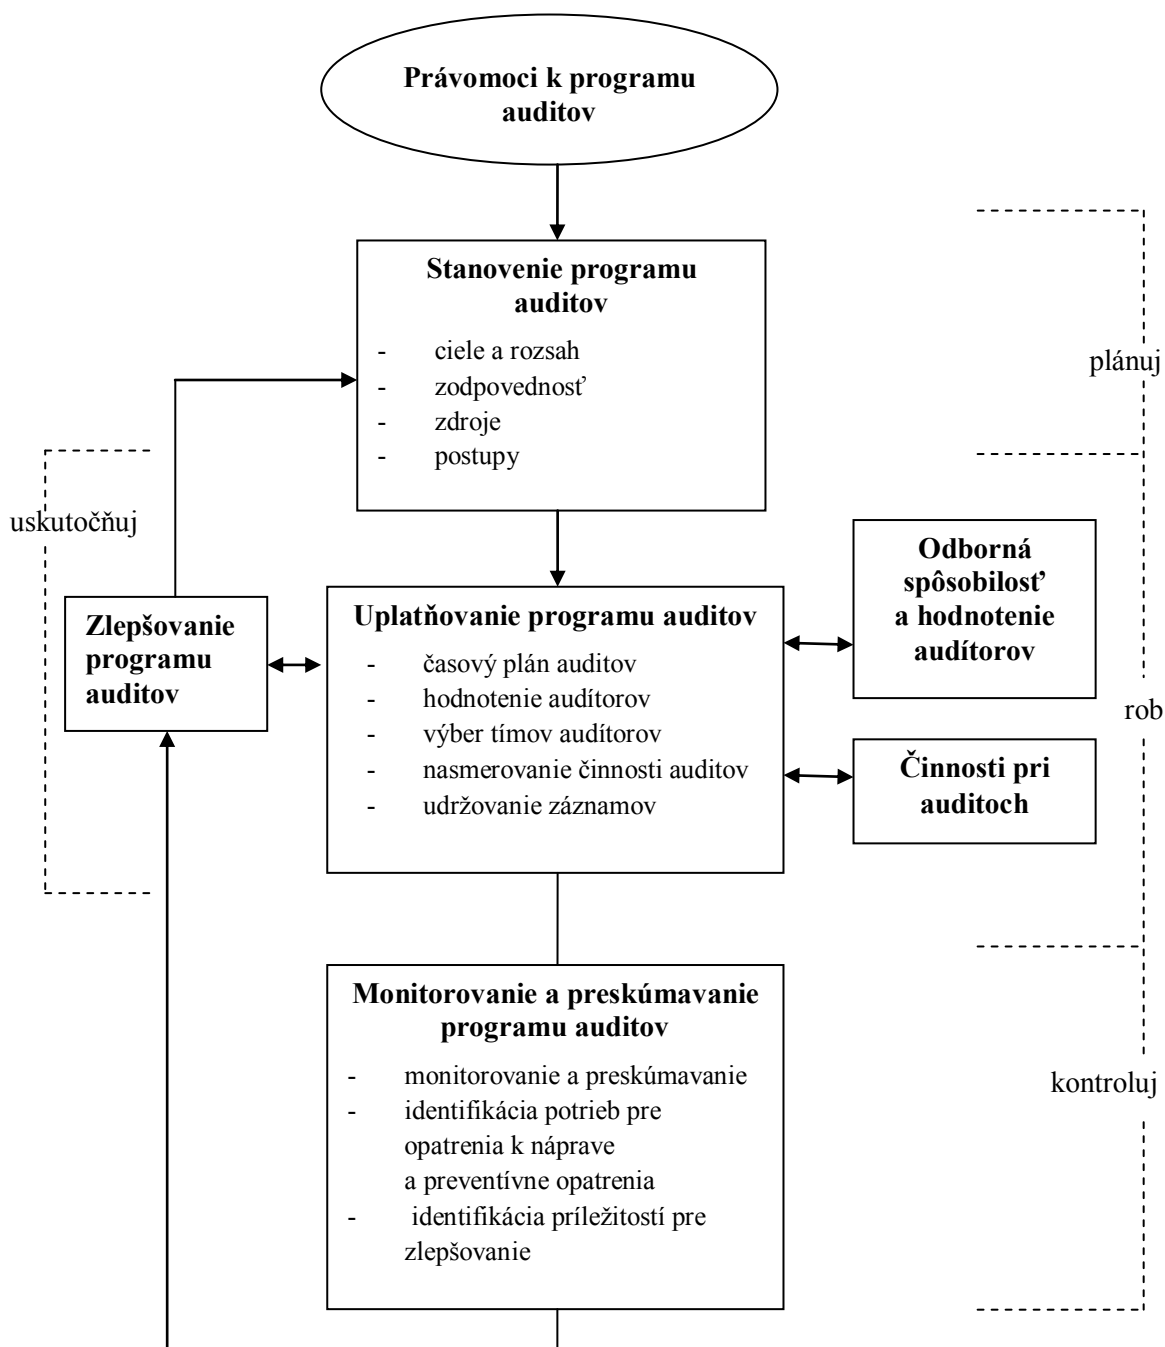 Právomoci k programu
auditov
Stanovenie programu
auditov
- ciele a rozsah
- zodpovednosť
- zdroje
- postupy
plánuj
uskutočňuj
Zlepšovanie
programu
auditov
Uplatňovanie programu auditov
- časový plán auditov
- hodnotenie audítorov
- výber tímov audítorov
- nasmerovanie činnosti auditov
- udržovanie záznamov
Odborná
spôsobilosť
a hodnotenie
audítorov
rob
Činnosti pri
auditoch
Monitorovanie a preskúmavanie
programu auditov
- monitorovanie a preskúmavanie
- identifikácia potrieb pre
opatrenia k náprave
a preventívne opatrenia
- identifikácia príležitostí pre
zlepšovanie
kontroluj